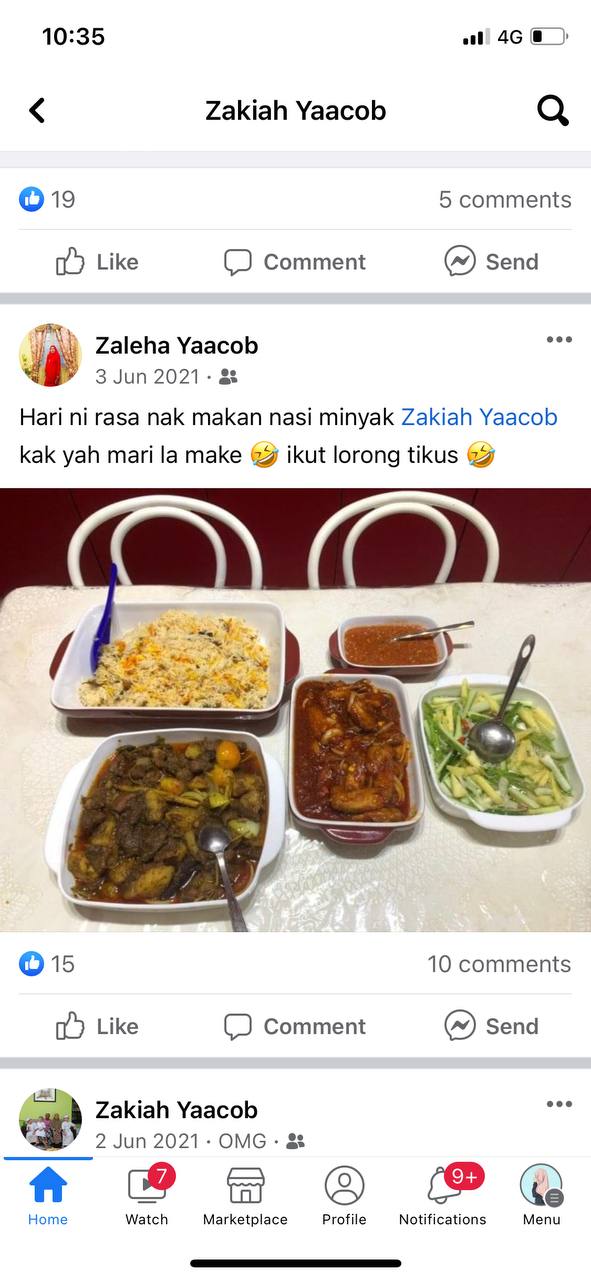 10:35
4G
Zakiah Yaacob
19
5 comments
Like
Comment
Send
Zaleha Yaacob
3 Jun 2021 ·
Hari ni rasa nak makan nasi minyak Zakiah Yaacob
kak yah mari la make 🤣 ikut lorong tikus 🤣
15
10 comments
Like
Comment
Send
Zakiah Yaacob
2 Jun 2021 · OMG ·
7
9+
Home
Watch
Marketplace
Profile
Notifications
Menu